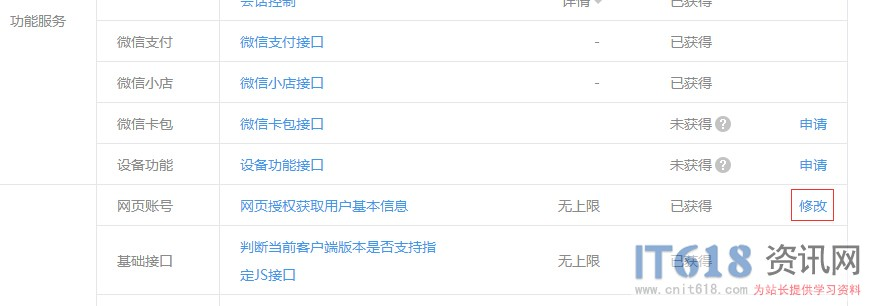 会话控制 详情 已获得
功能服务
微信支付 微信支付接口 - 已获得
微信小店 微信小店接口 - 已获得
微信卡包 微信卡包接口 未获得 ? 申请
设备功能 设备功能接口 未获得 ? 申请
网页账号 网页授权获取用户基本信息 无上限 已获得 修改
判断当前客户端版本是否支持指
基础接口 无上限 已获得
定JS接口
IT618 资讯网
www.cnit618.com 为站长提供学习资料